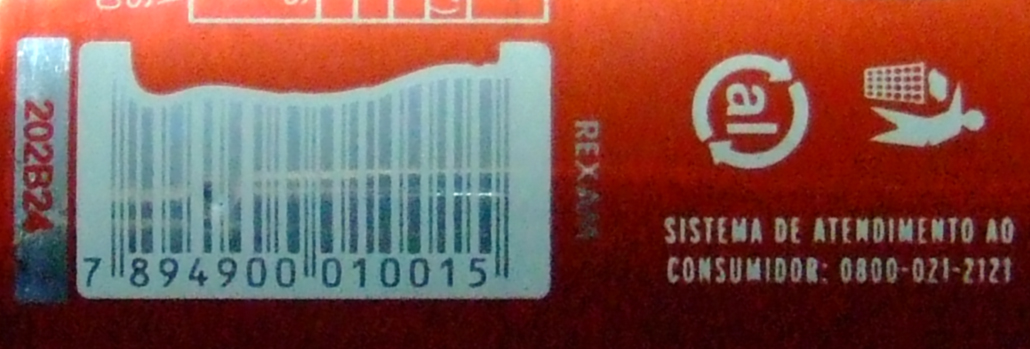 202B24
7 894900 010015
REXAM
al
SISTEMA DE ATENDIMENTO AO
CONSUMIDOR: 0800-021-2121